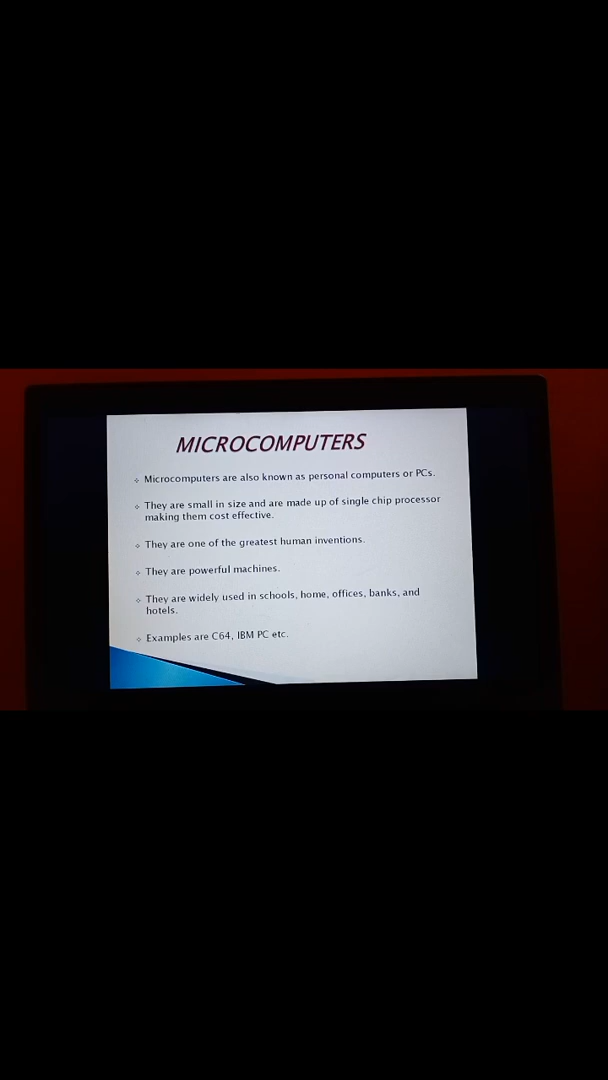 MICROCOMPUTERS
❖ Microcomputers are also known as personal computers or PCs.
❖ They are small in size and are made up of single chip processor
making them cost effective.
❖ They are one of the greatest human inventions.
❖ They are powerful machines.
❖ They are widely used in schools, home, offices, banks, and
hotels.
❖ Examples are C64, IBM PC etc.